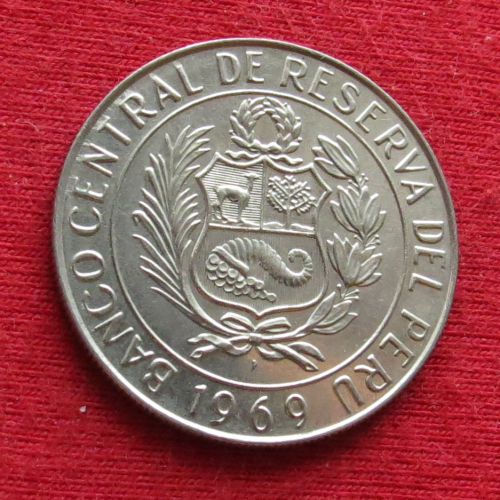 BANCO CENTRAL DE RESERVA DEL PERU
1969